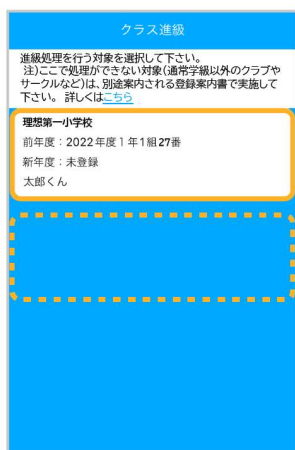 クラス進級
進級処理を行う対象を選択して下さい。
注)ここで処理ができない対象(通常学級以外のクラブや
サークルなど)は、別途案内される登録案内書で実施して
下さい。 詳しくはこちら
理想第一小学校
前年度：2022年度1年1組27番
新年度：未登録
太郎くん